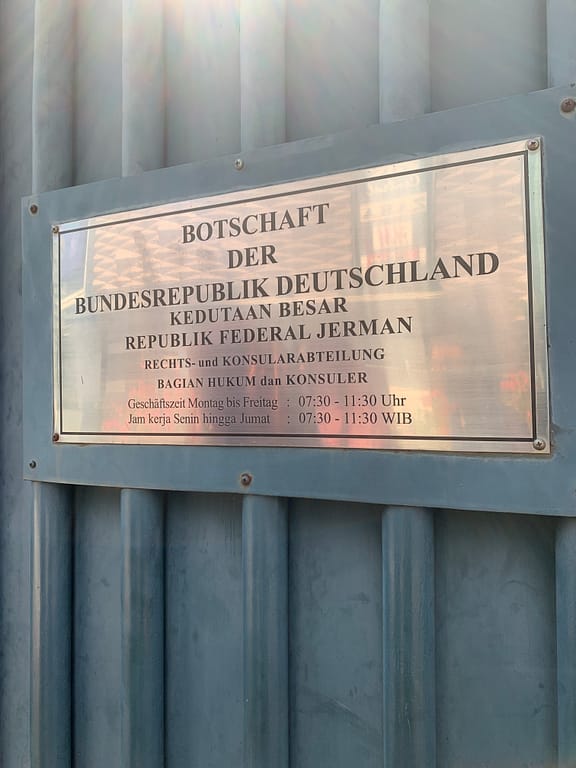 BOTSCHAFT
DER
BUNDESREPUBLIK DEUTSCHLAND
KEDUTAAN BESAR
REPUBLIK FEDERAL JERMAN
RECHTS- und KONSULARABTEILUNG
BAGIAN HUKUM dan KONSULER
Geschäftszeit Montag bis Freitag : 07:30 - 11:30 Uhr
Jam kerja Senin hingga Jumat : 07:30 - 11:30 WIB